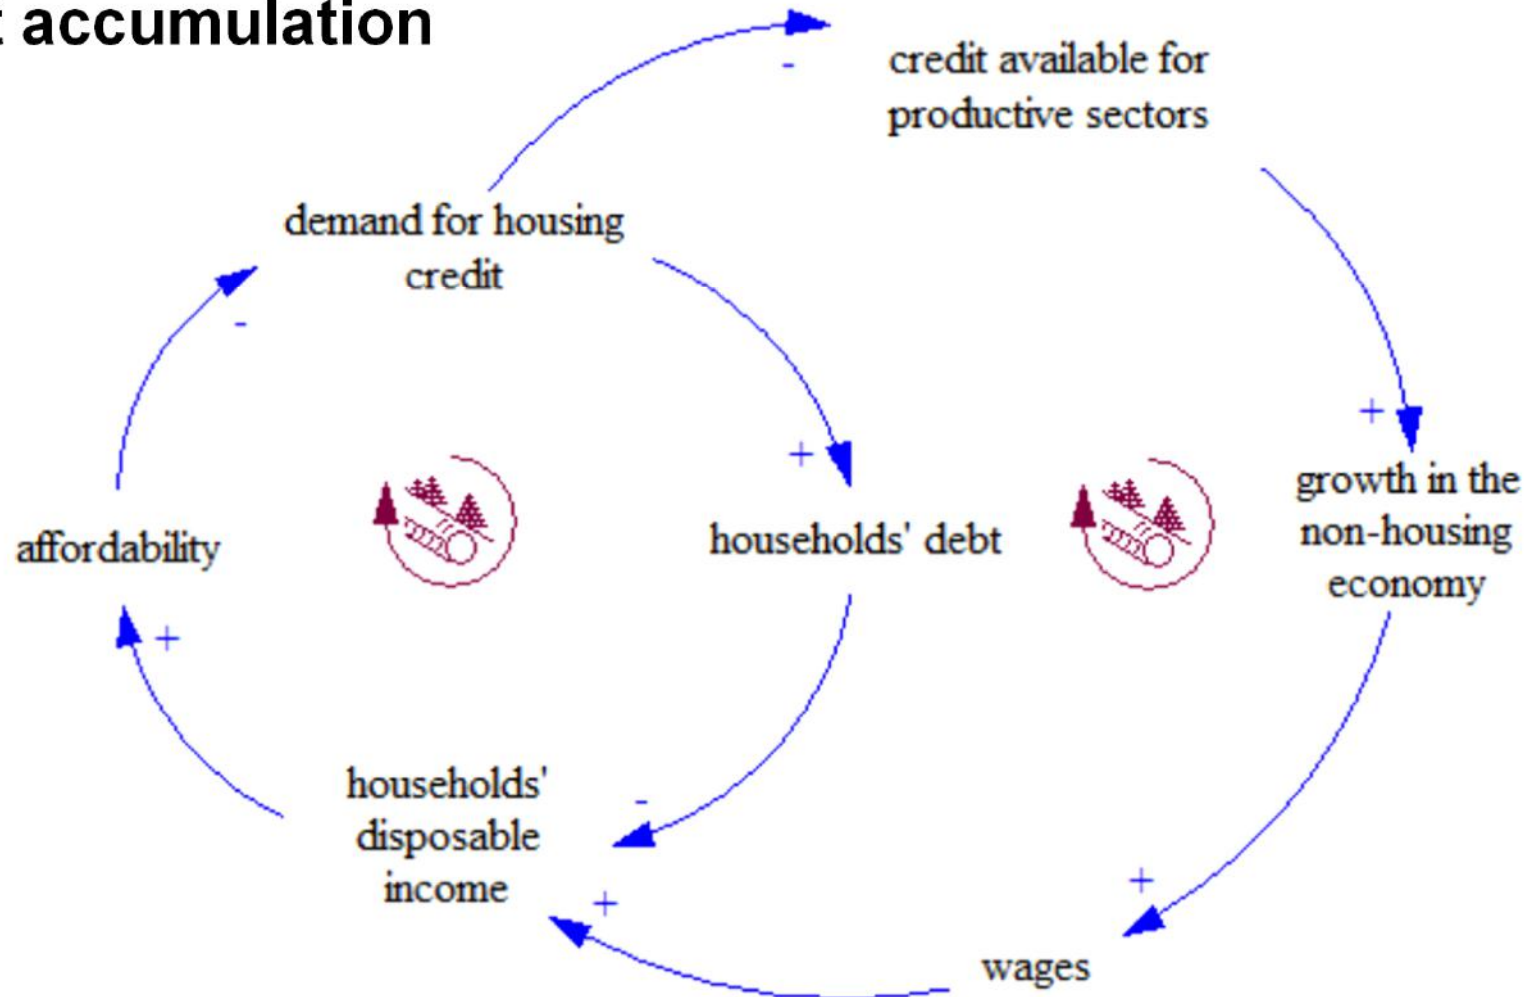 accumulation
-
credit available for
productive sectors
demand for housing
credit
-
+
+
affordability
households' debt
growth in the
non-housing
economy
+
households'
disposable
income
-
+
+
wages